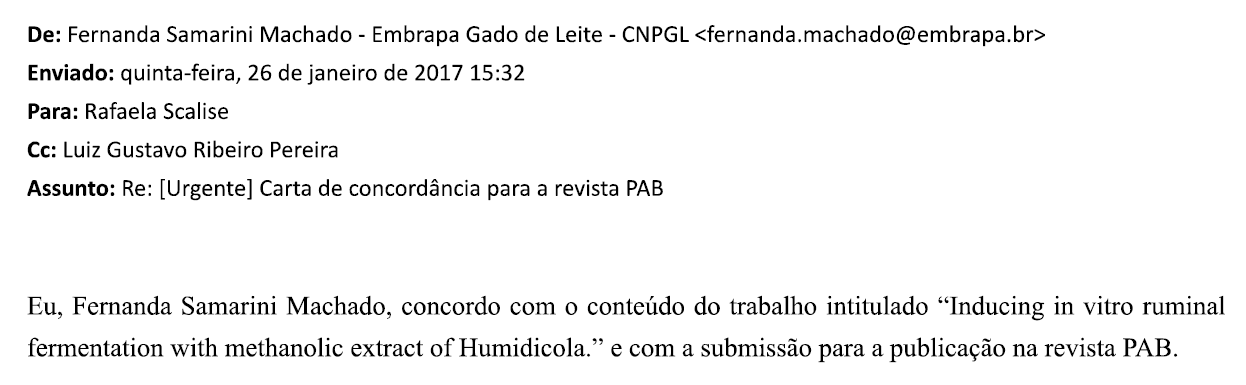 De: Fernanda Samarini Machado - Embrapa Gado de Leite - CNPGL <fernanda.machado@embrapa.br>
Enviado: quinta-feira, 26 de janeiro de 2017 15:32
Para: Rafaela Scalise
Cc: Luiz Gustavo Ribeiro Pereira
Assunto: Re: [Urgente] Carta de concordância para a revista PAB
Eu, Fernanda Samarini Machado, concordo com o conteúdo do trabalho intitulado “Inducing in vitro ruminal
fermentation with methanolic extract of Humidicola.” e com a submissão para a publicação na revista PAB.